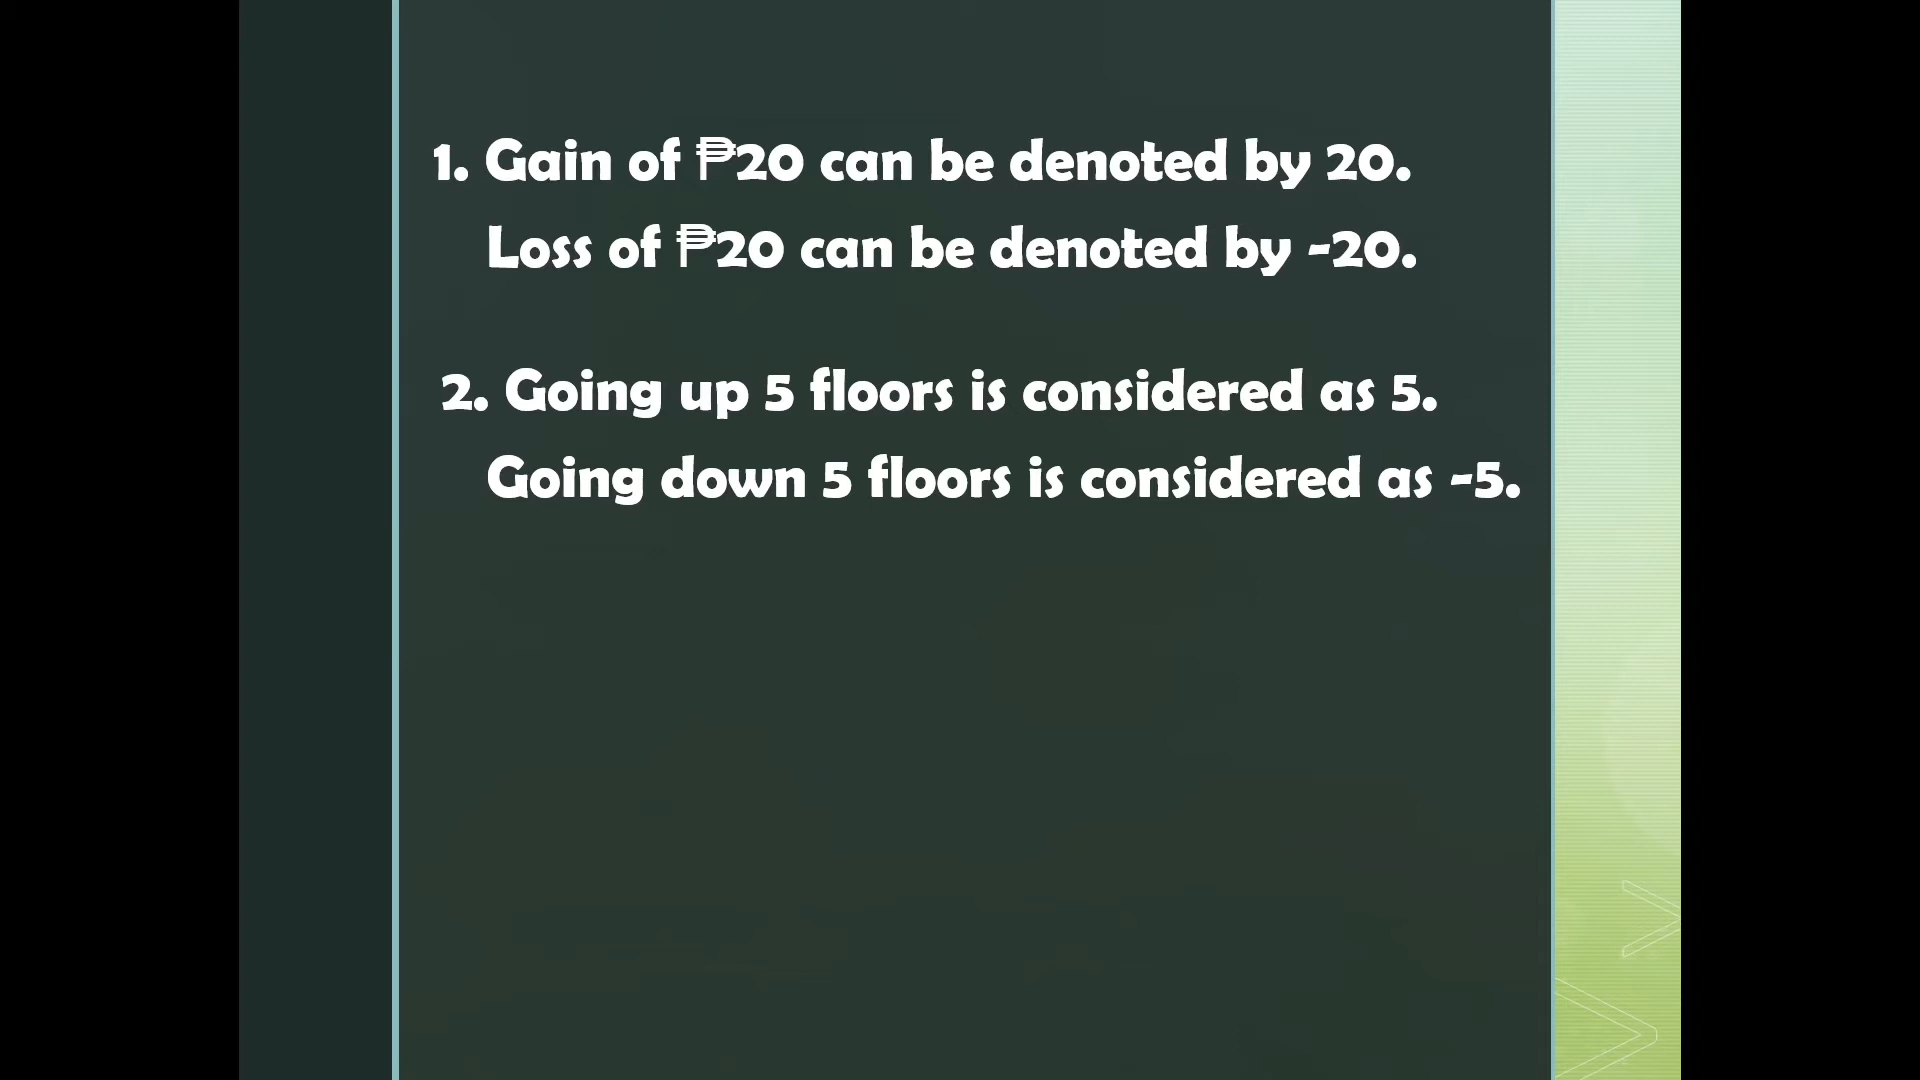 1. Gain of ₱20 can be denoted by 20.
Loss of ₱20 can be denoted by -20.
2. Going up 5 floors is considered as 5.
Going down 5 floors is considered as -5.